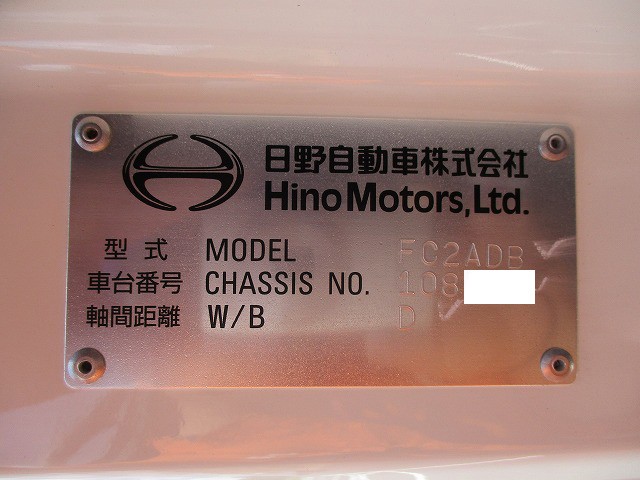 日野自動車株式会社
Hino Motors, Ltd.
型式 MODEL FC2ADB
車台番号 CHASSIS NO. 108
軸間距離 W/B D